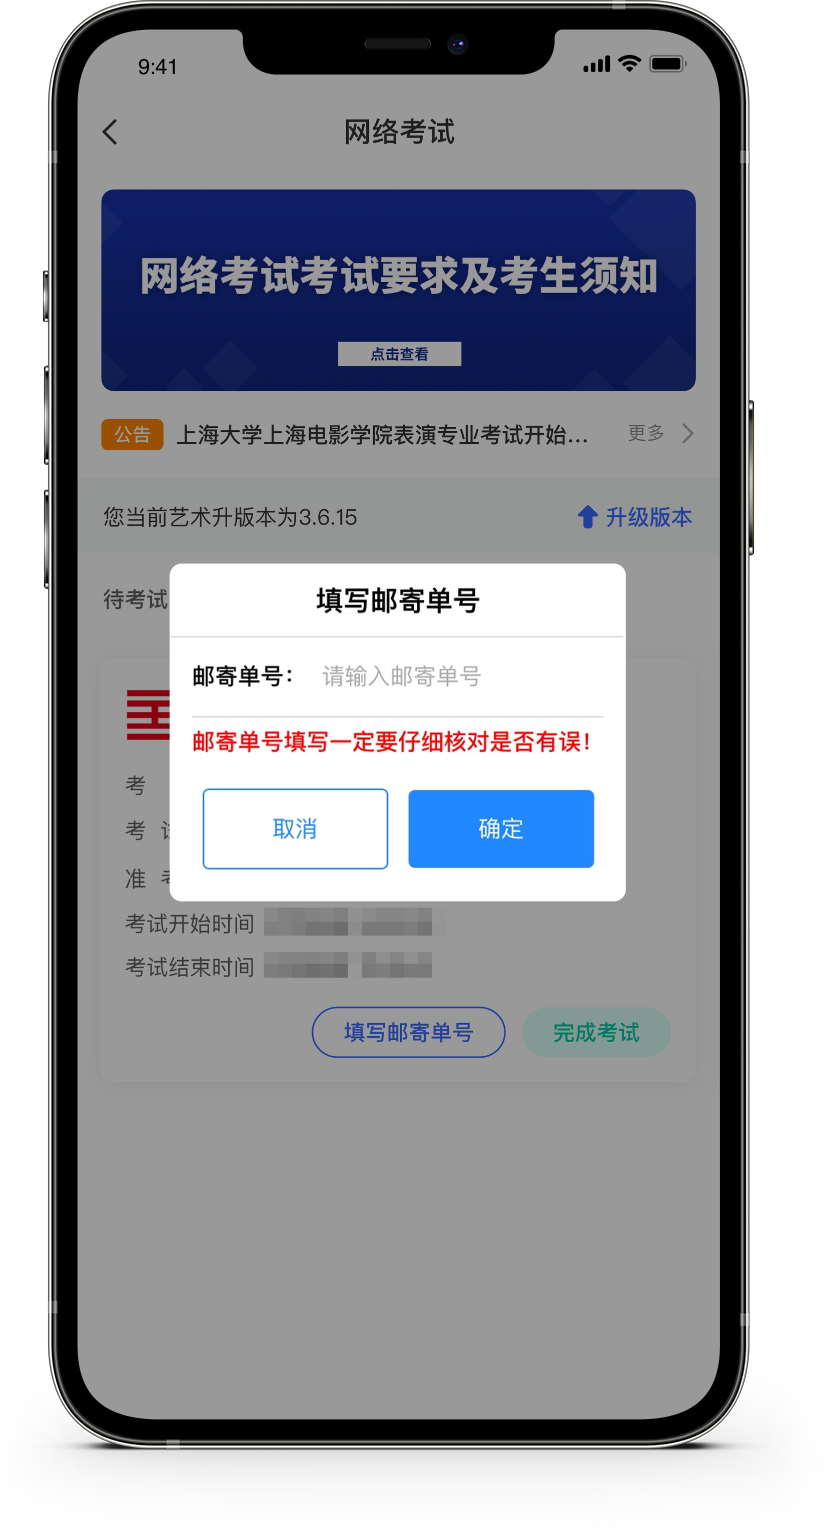 9:41
网络考试
网络考试考试要求及考生须知
点击查看
公告 上海大学上海电影学院表演专业考试开始... 更多
您当前艺术升版本为3.6.15 升级版本
待考试
填写邮寄单号
邮寄单号： 请输入邮寄单号
邮寄单号填写一定要仔细核对是否有误！
取消 确定
考
考
准
考试开始时间
考试结束时间
填写邮寄单号 完成考试